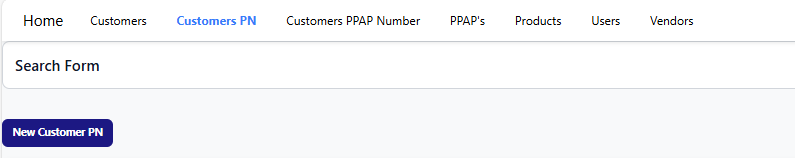 Home Customers Customers PN Customers PPAP Number PPAP's Products Users Vendors
Search Form
New Customer PN